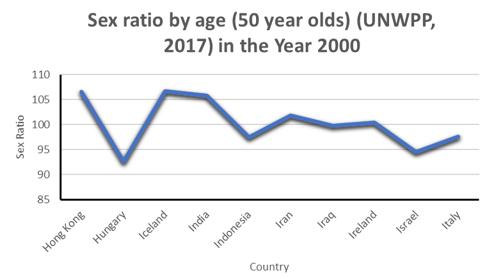 Sex ratio by age (50 year olds) (UNWPP,
2017) in the Year 2000
110
105
100
95
90
85
Sex Ratio
Hong Kong
Hungary
Iceland
India
Indonesia
Iran
Iraq
Ireland
Israel
Italy
Country